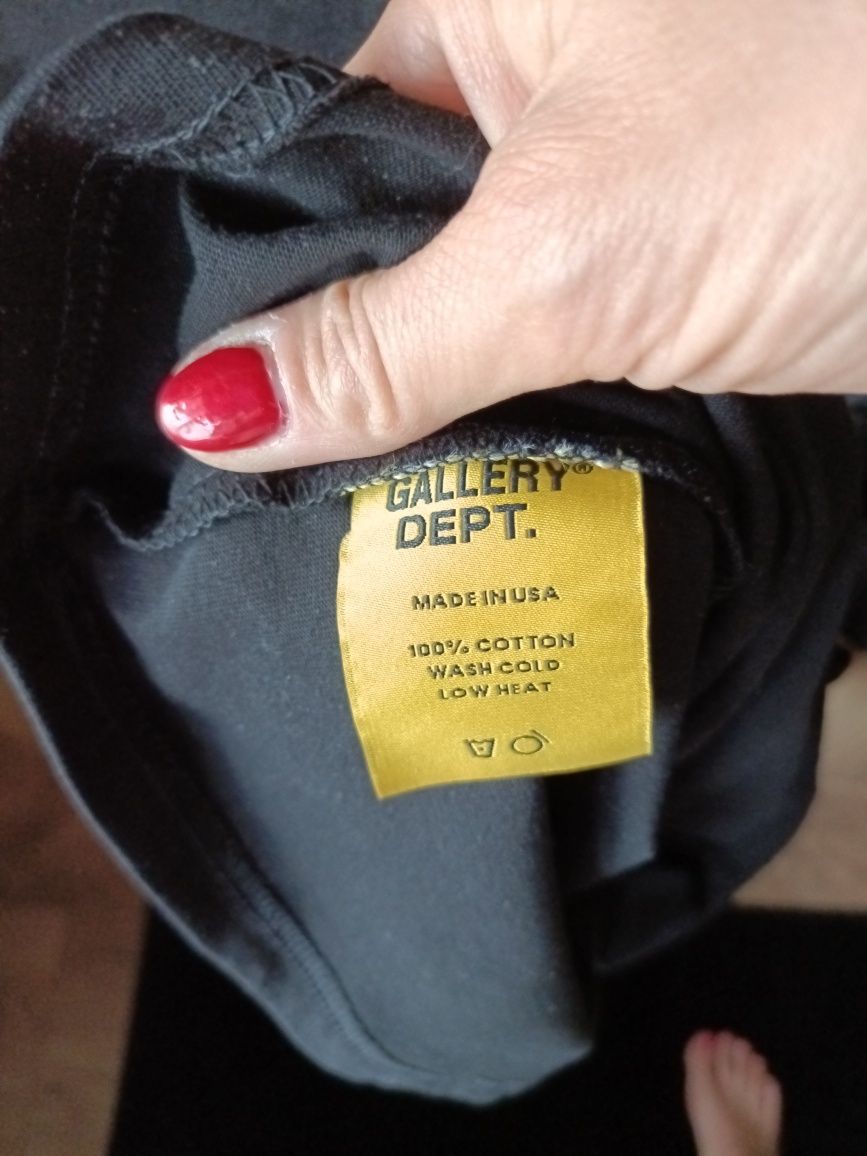 GALLERY®
DEPT.
MADE IN USA
100% COTTON
WASH COLD
LOW HEAT